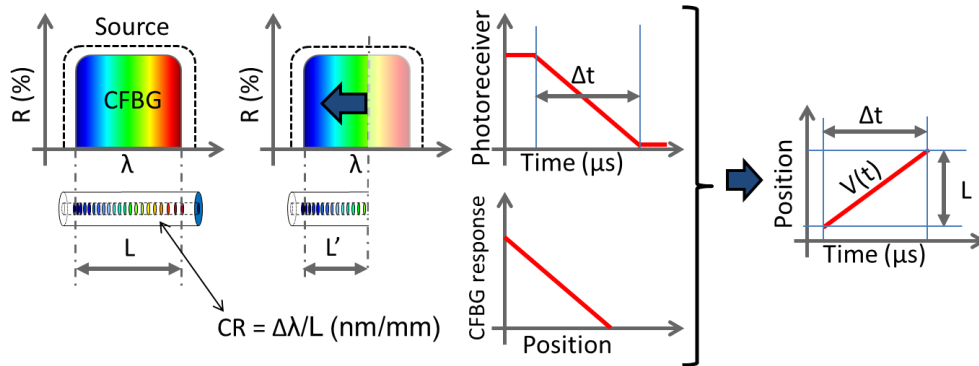 Source
R (%)
CFBG
λ
L
CR = Δλ/L (nm/mm)
R (%)
λ
L'
Photoreceiver
Δt
Time (µs)
CFBG response
Position
Δt
Position
V(t)
L
Time (µs)